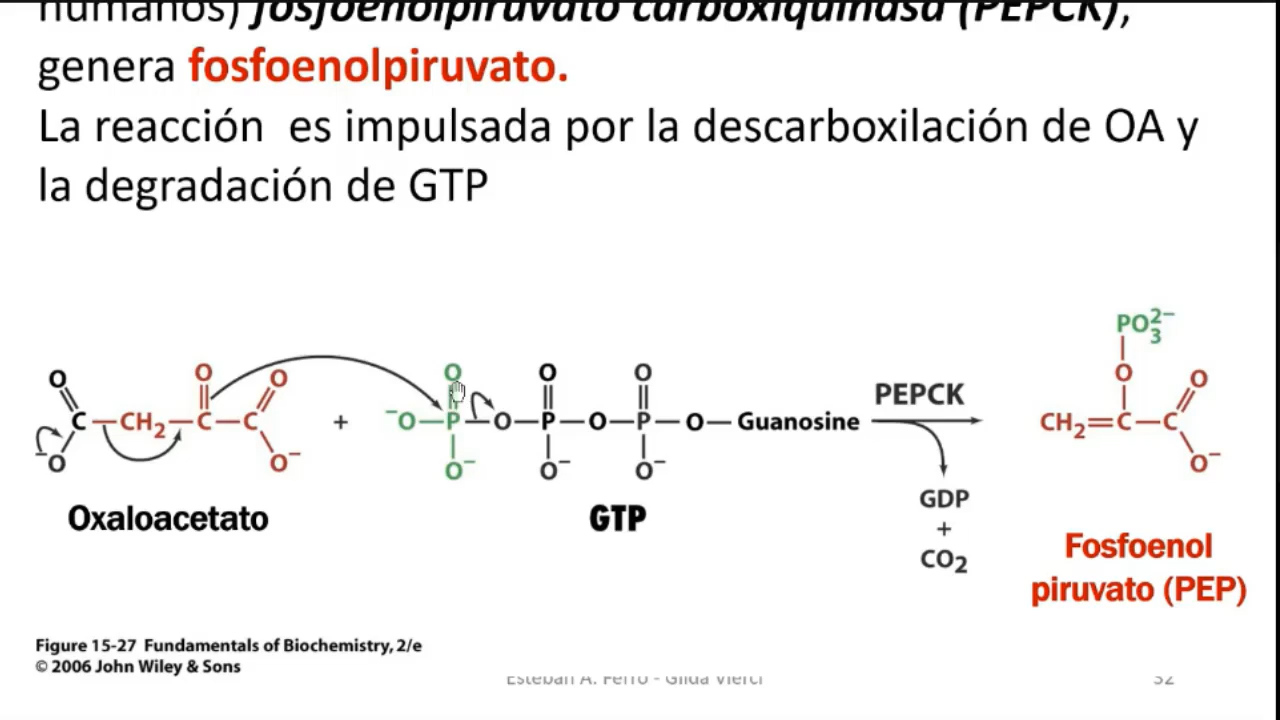 humanos) fosfoenolpiruvato carboxiquinasa (PEPCK),
genera fosfoenolpiruvato.
La reacción es impulsada por la descarboxilación de OA y
la degradación de GTP
O O O C CH2 C C O− −O
+
O −O P O− O P O O− O P O O− O Guanosine
PEPCK
GDP
+
CO2
PO3 2−
O O CH2 C C O−
Oxaloacetato
GTP
Fosfoenol
piruvato (PEP)
Figure 15-27 Fundamentals of Biochemistry, 2/e
© 2006 John Wiley & Sons
Esteban A. Ferro - Gilda Vierci
52